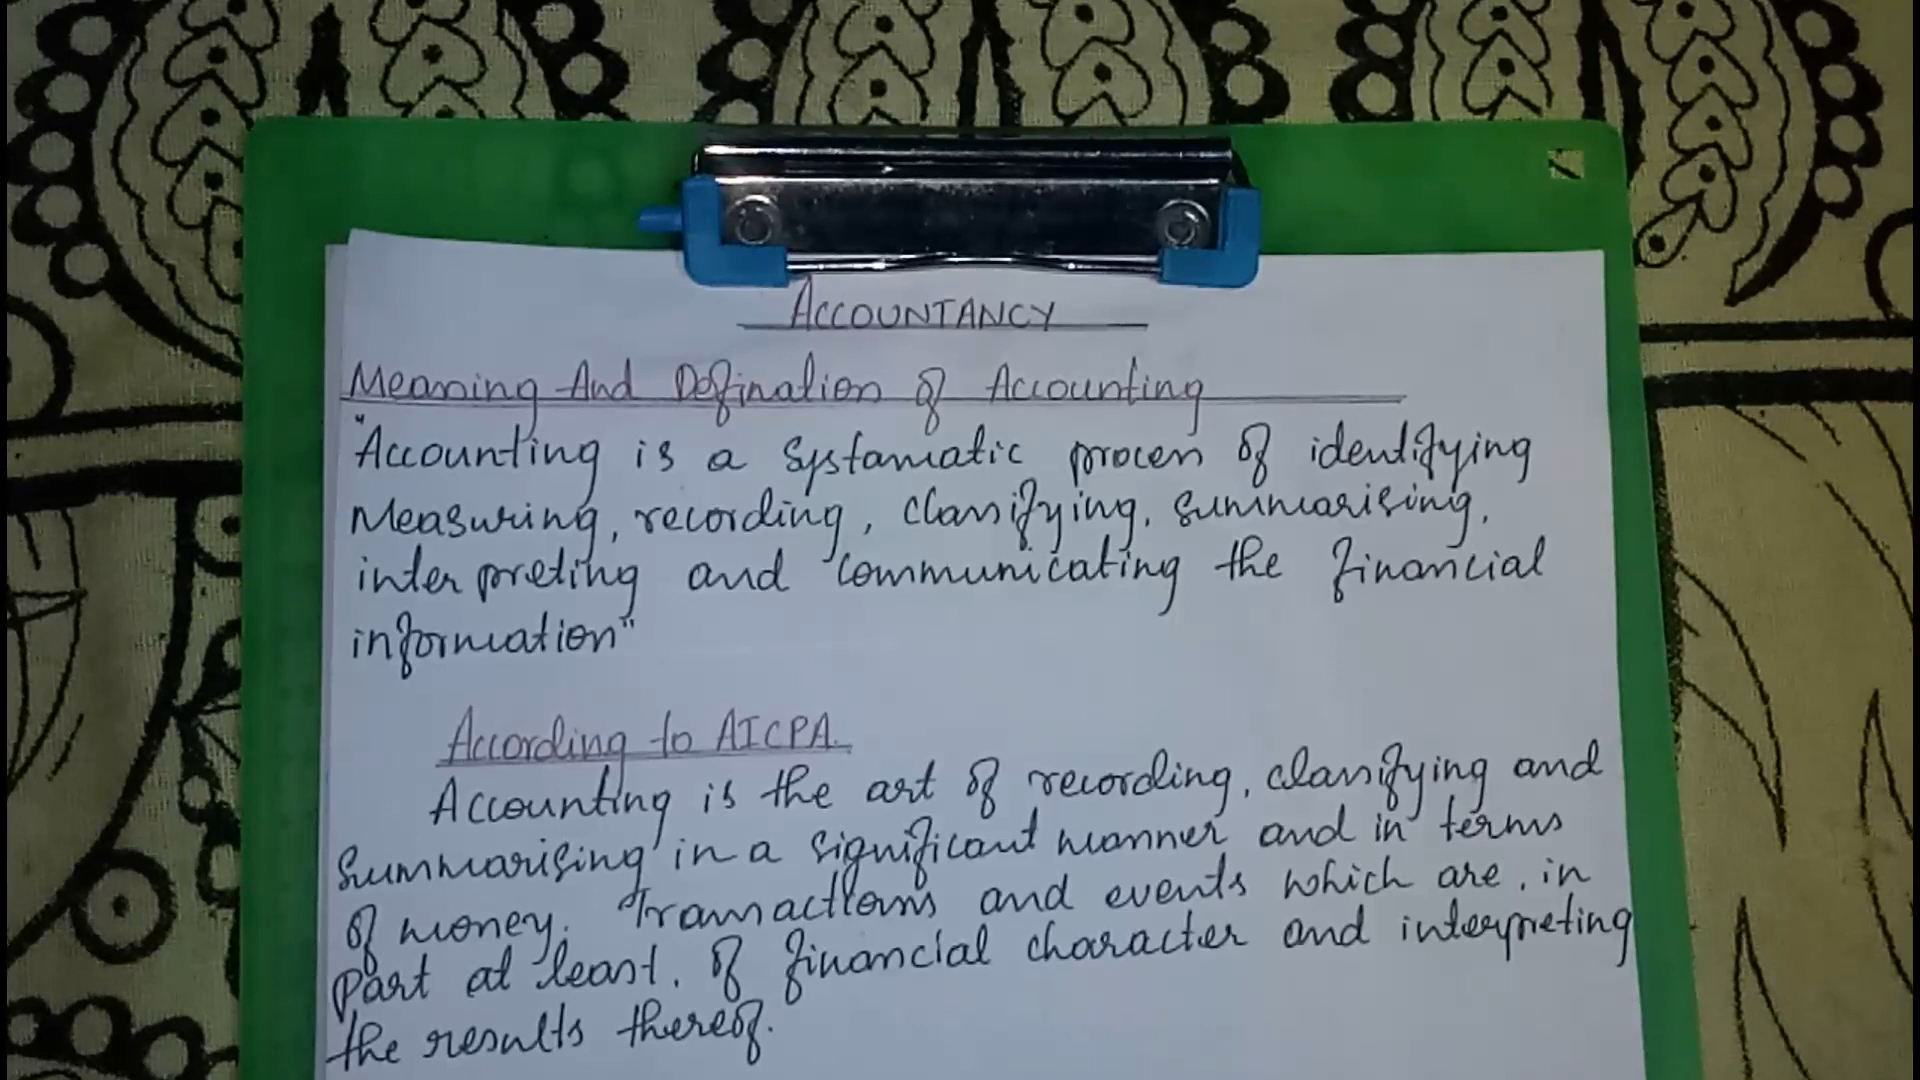 ACCOUNTANCY
Meaning And Defination of Accounting
"Accounting is a Systamatic process of identifying
Measuring, recording, classifying, summarising,
interpreting and communicating the financial
information"
According to AICPA.
Accounting is the art of recording, classifying and
Summarising in a significant manner and in terms
of money. Transactions and events which are, in
part at least, of financial character and interpreting
the results thereof.